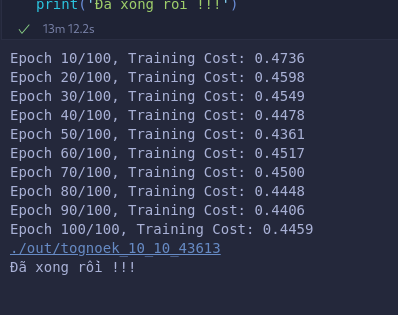 print('Đã xong rồi !!!')
13m 12.2s
Epoch 10/100, Training Cost: 0.4736
Epoch 20/100, Training Cost: 0.4598
Epoch 30/100, Training Cost: 0.4549
Epoch 40/100, Training Cost: 0.4478
Epoch 50/100, Training Cost: 0.4361
Epoch 60/100, Training Cost: 0.4517
Epoch 70/100, Training Cost: 0.4500
Epoch 80/100, Training Cost: 0.4448
Epoch 90/100, Training Cost: 0.4406
Epoch 100/100, Training Cost: 0.4459
./out/tognoek_10_10_43613
Đã xong rồi !!!